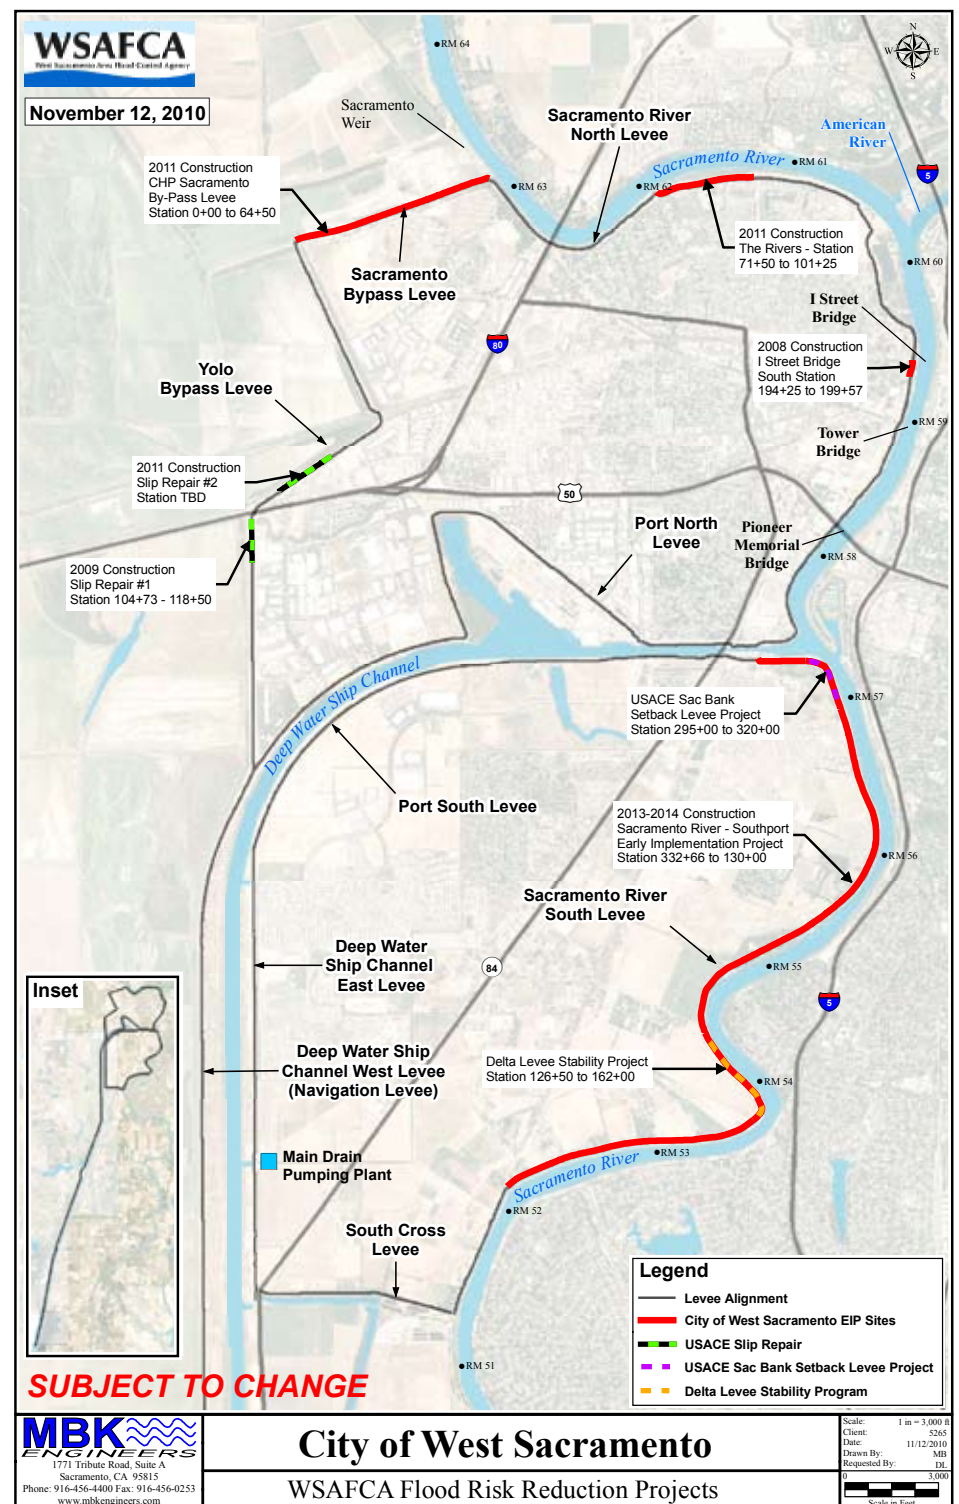 WSAFCA
West Sacramento Area Flood Control Agency
November 12, 2010
RM 64
N
W
E
S
Sacramento
Weir
Sacramento River
North Levee
American
River
Sacramento River
RM 61
5
2011 Construction
CHP Sacramento
By-Pass Levee
Station 0+00 to 64+50
RM 63
RM 62
2011 Construction
The Rivers - Station
71+50 to 101+25
RM 60
Sacramento
Bypass Levee
I Street
Bridge
80
2008 Construction
I Street Bridge
South Station
194+25 to 199+57
Yolo
Bypass Levee
RM 59
Tower
Bridge
2011 Construction
Slip Repair #2
Station TBD
50
Port North
Levee
Pioneer
Memorial
Bridge
RM 58
2009 Construction
Slip Repair #1
Station 104+73 - 118+50
Deep Water Ship Channel
USACE Sac Bank
Setback Levee Project
Station 295+00 to 320+00
RM 57
Port South Levee
2013-2014 Construction
Sacramento River - Southport
Early Implementation Project
Station 332+66 to 130+00
RM 56
Sacramento River
South Levee
Deep Water
Ship Channel
East Levee
84
RM 55
Inset
5
Deep Water Ship
Channel West Levee
(Navigation Levee)
Delta Levee Stability Project
Station 126+50 to 162+00
RM 54
Main Drain
Pumping Plant
RM 53
Sacramento River
RM 52
South Cross
Levee
Legend
Levee Alignment
City of West Sacramento EIP Sites
USACE Slip Repair
USACE Sac Bank Setback Levee Project
Delta Levee Stability Program
RM 51
SUBJECT TO CHANGE
MBK
ENGINEERS
1771 Tribute Road, Suite A
Sacramento, CA 95815
Phone: 916-456-4400 Fax: 916-456-0253
www.mbkengineers.com
City of West Sacramento
WSAFCA Flood Risk Reduction Projects
Scale: 1 in = 3,000 ft
Client: 5265
Date: 11/12/2010
Drawn By: MB
Requested By: DL
0 3,000
Scale in Feet